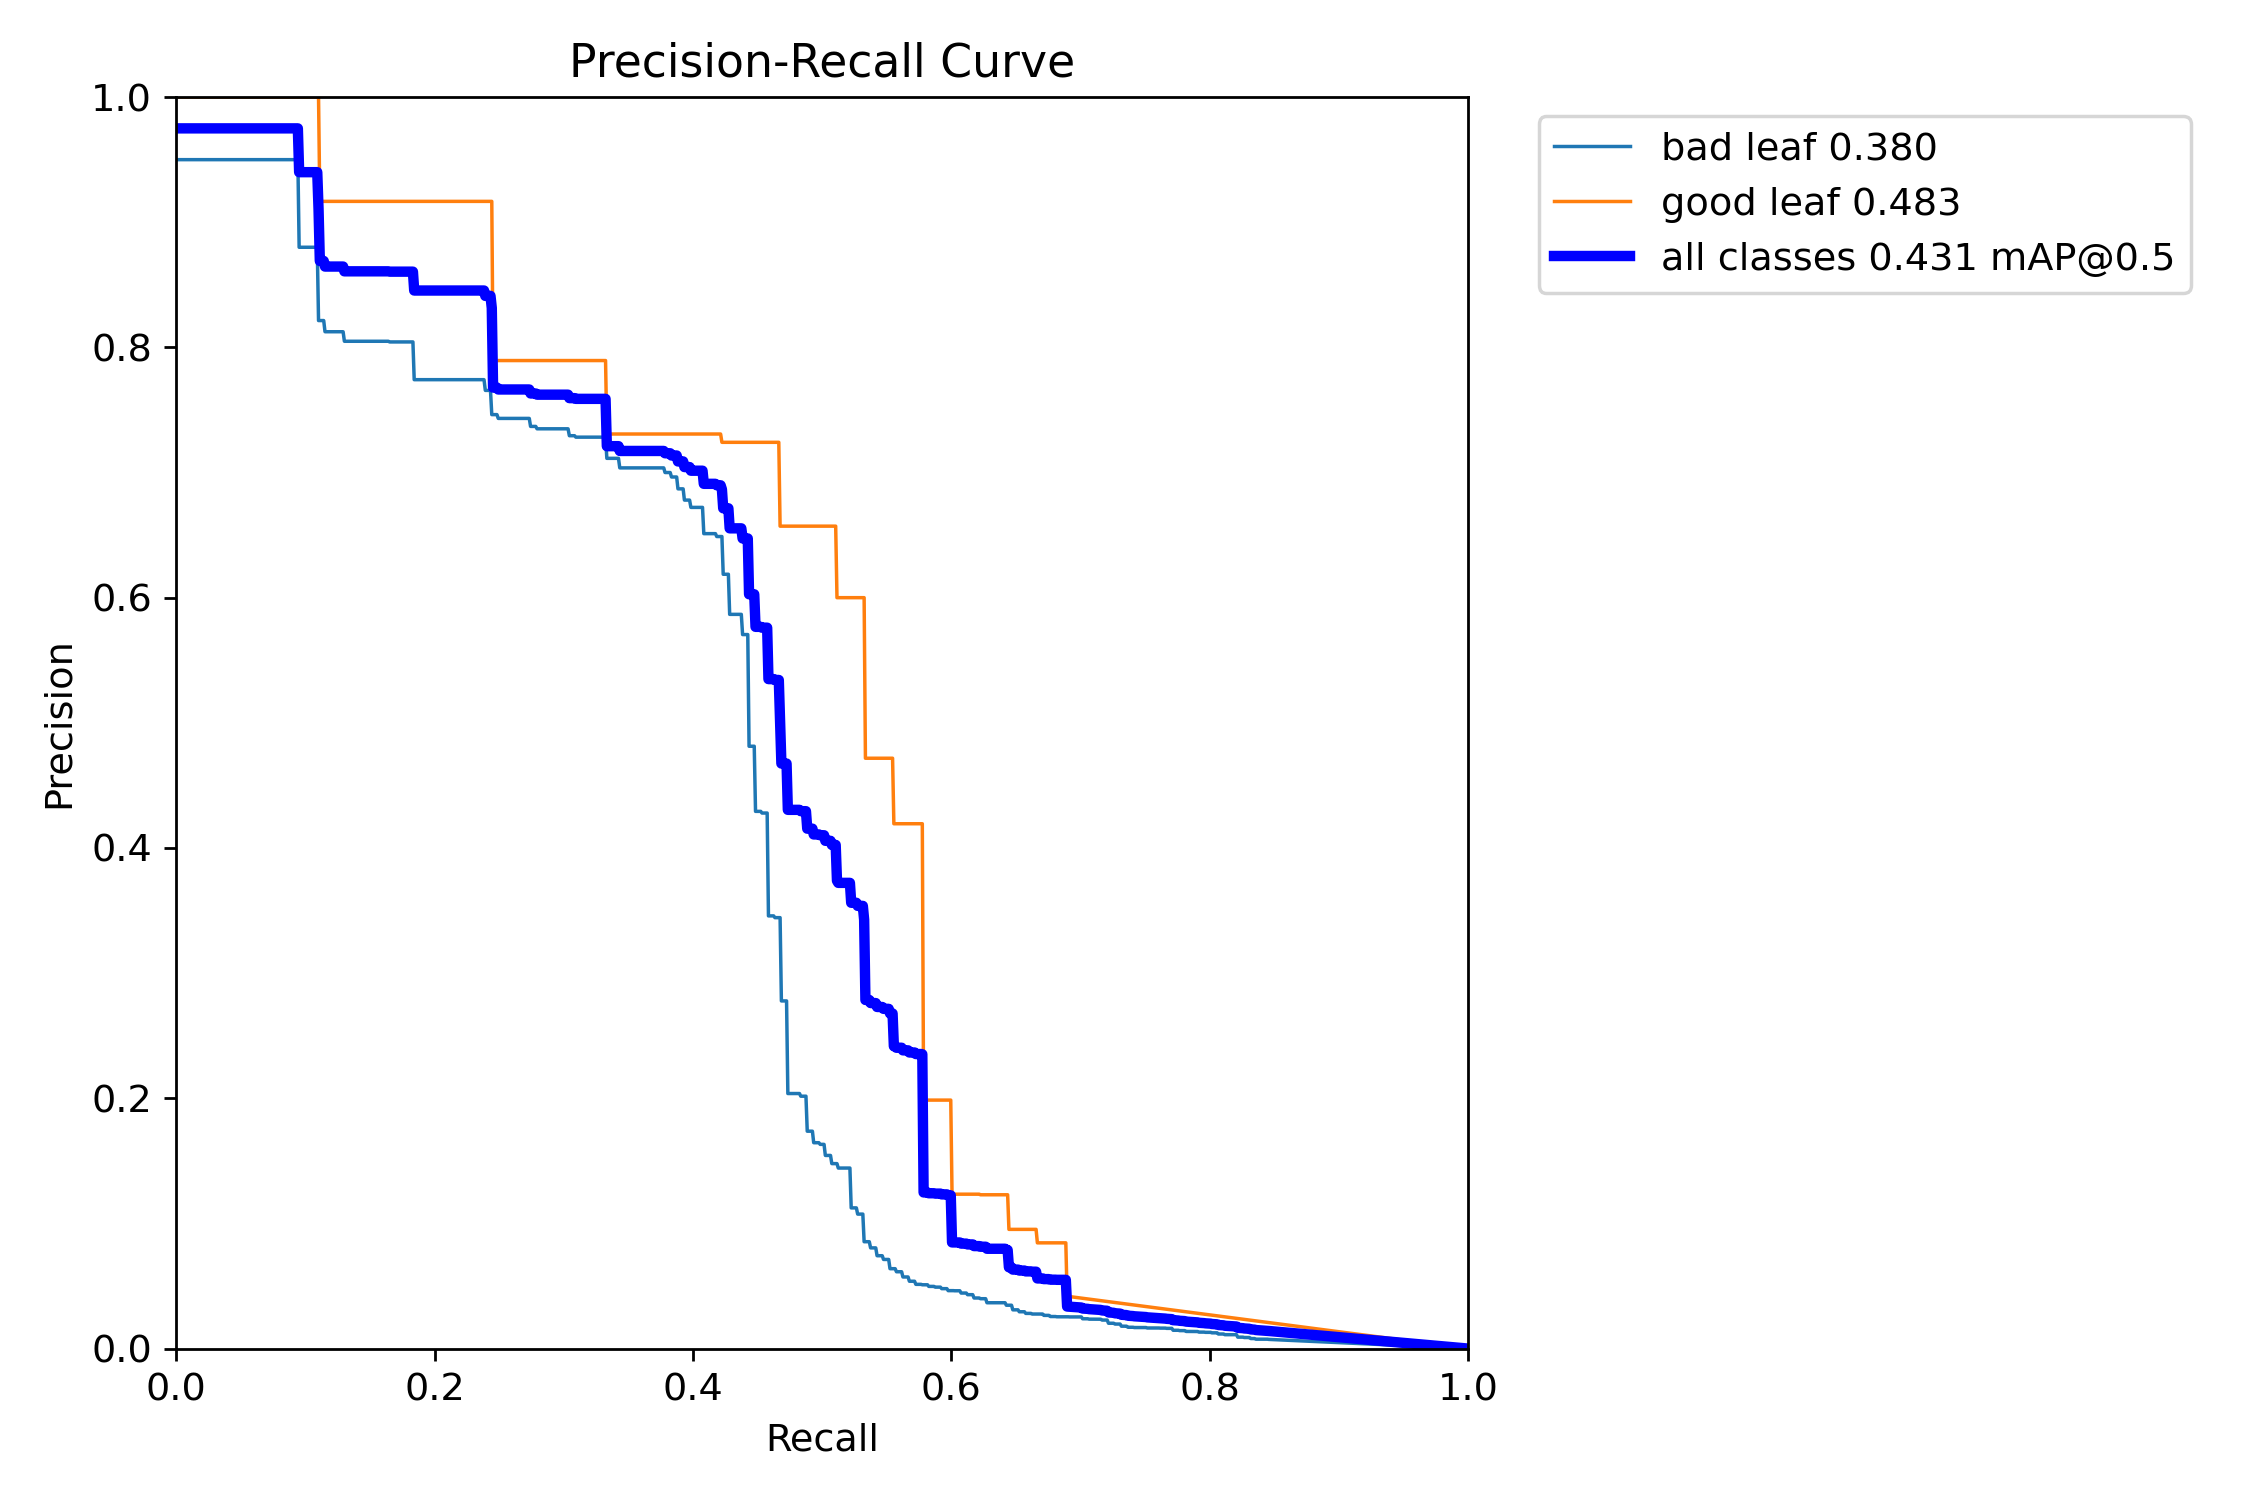 Precision-Recall Curve
1.0
0.8
0.6
0.4
0.2
0.0
Precision
0.0 0.2 0.4 0.6 0.8 1.0
Recall
bad leaf 0.380
good leaf 0.483
all classes 0.431 mAP@0.5